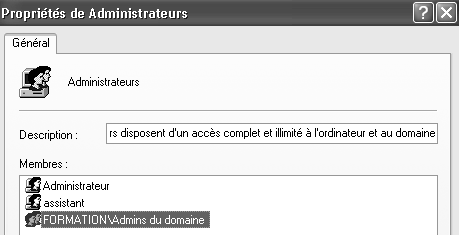 Propriétés de Administrateurs
Général
Administrateurs
Description : rs disposent d'un accès complet et illimité à l'ordinateur et au domaine
Membres :
Administrateur
assistant
FORMATION\Admins du domaine